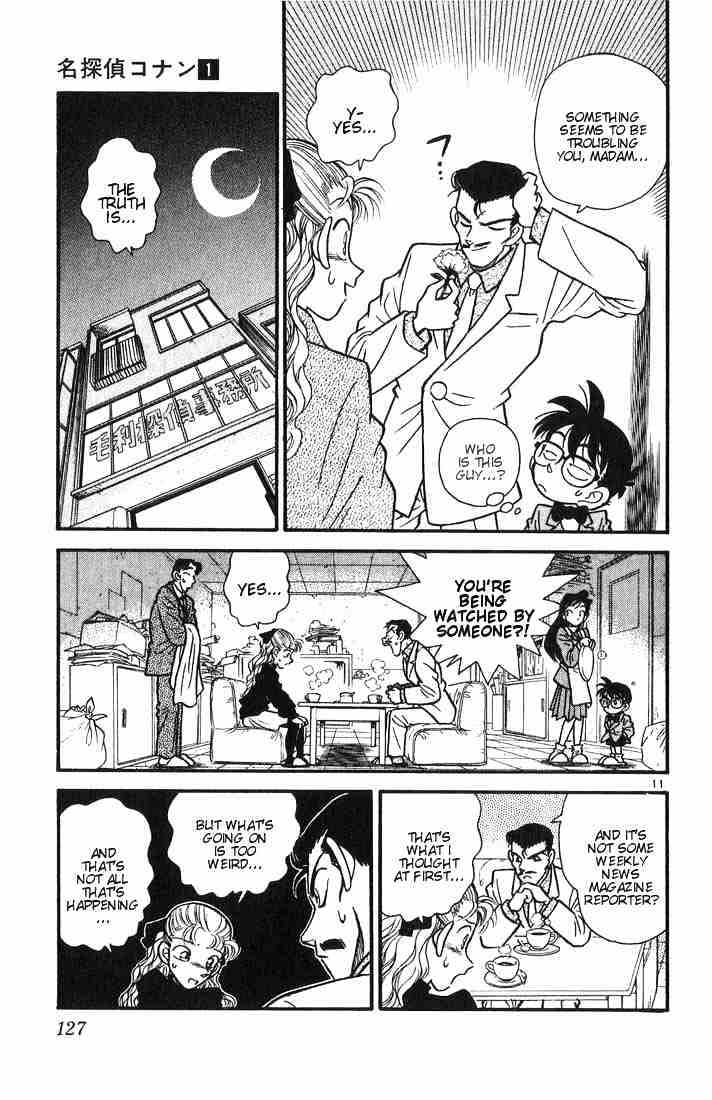 名探偵コナン1
SOMETHING
SEEMS TO BE
TROUBLING
YOU, MADAM...
?
Y-
YES...
WHO
IS THIS
GUY...?
THE
TRUTH
IS...
毛利探偵事務所
YOU'RE
BEING
WATCHED BY
SOMEONE?!
YES...
11
AND IT'S
NOT SOME
WEEKLY
NEWS
MAGAZINE
REPORTER?
THAT'S
WHAT I
THOUGHT
AT FIRST...
BUT WHAT'S
GOING ON
IS TOO
WEIRD...
AND
THAT'S
NOT ALL
THAT'S
HAPPENING
...
127